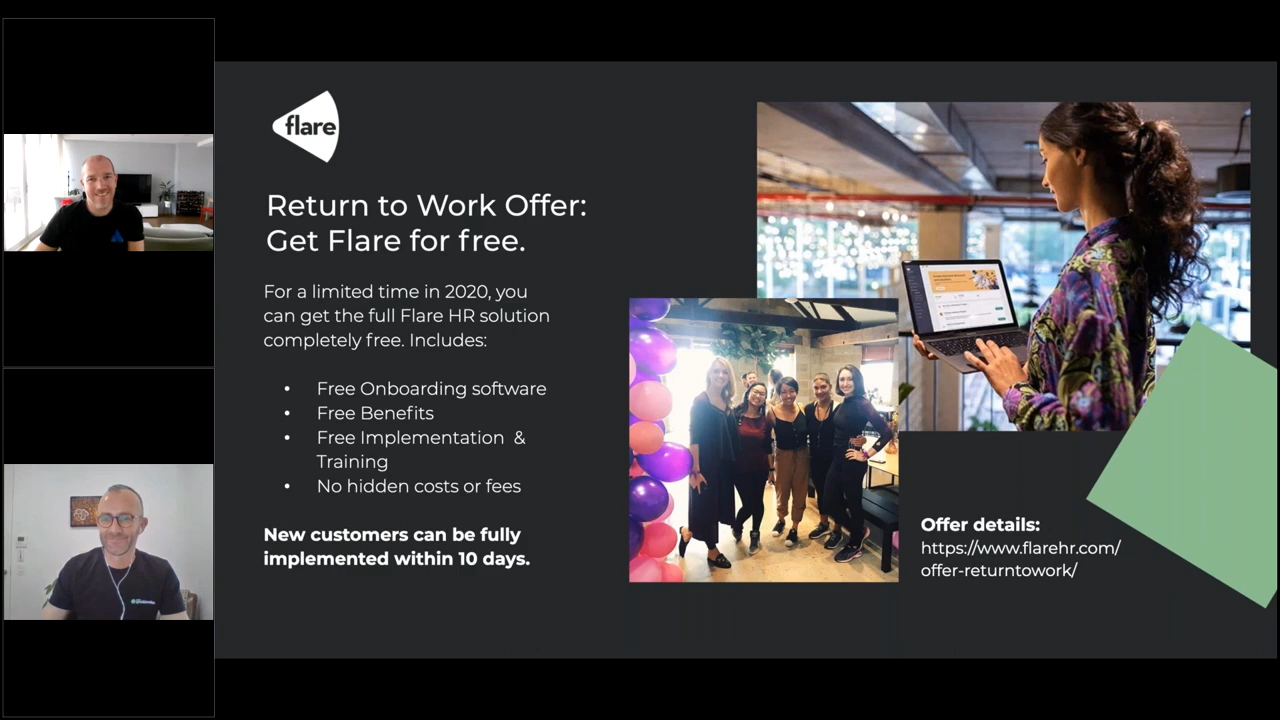 flare
Return to Work Offer:
Get Flare for free.
For a limited time in 2020, you
can get the full Flare HR solution
completely free. Includes:
• Free Onboarding software
• Free Benefits
• Free Implementation &
Training
• No hidden costs or fees
New customers can be fully
implemented within 10 days.
Offer details:
https://www.flarehr.com/
offer-returntowork/